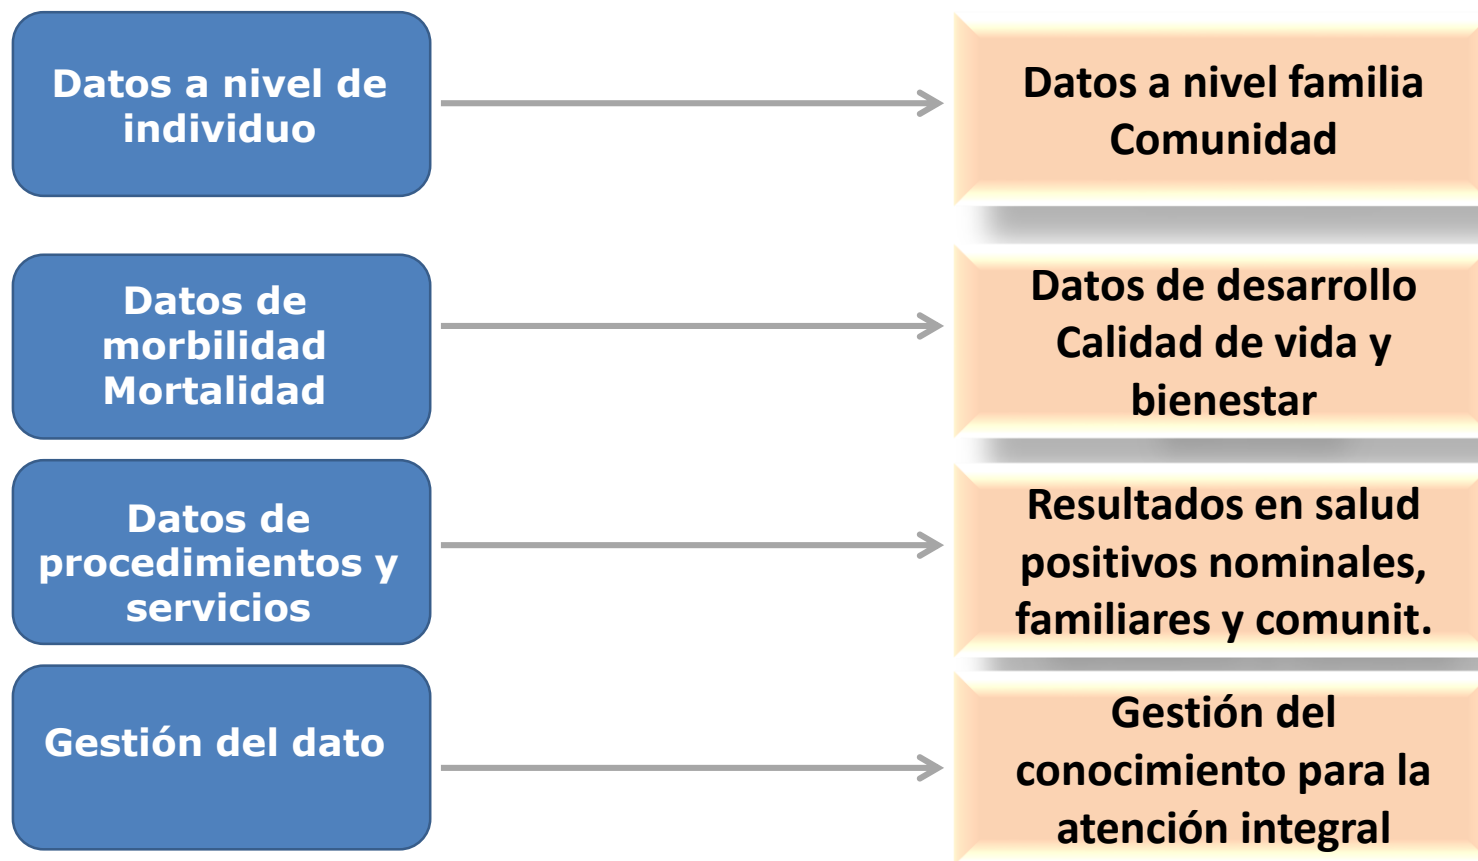 Datos a nivel de
individuo
Datos a nivel familia
Comunidad
Datos de
morbilidad
Mortalidad
Datos de desarrollo
Calidad de vida y
bienestar
Datos de
procedimientos y
servicios
Resultados en salud
positivos nominales,
familiares y comunit.
Gestión del dato
Gestión del
conocimiento para la
atención integral